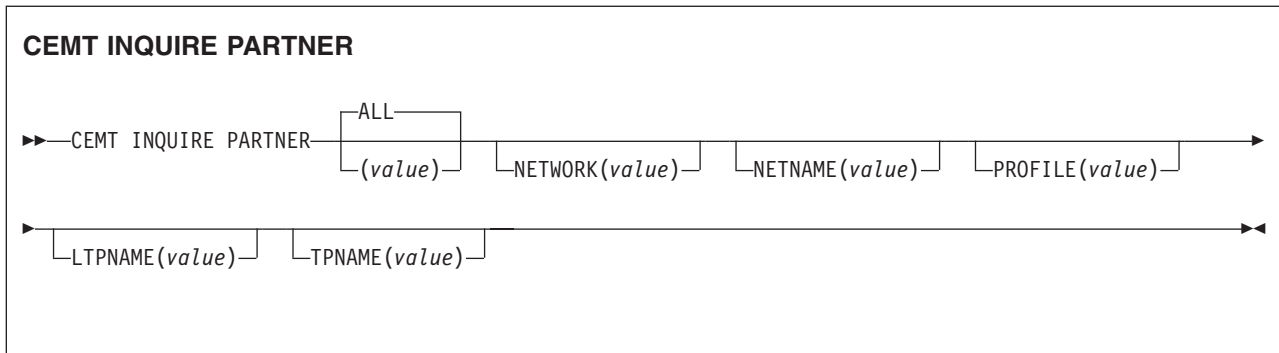 CEMT INQUIRE PARTNER
ALL
CEMT INQUIRE PARTNER
(value)
NETWORK(value)
NETNAME(value)
PROFILE(value)
LTPNAME(value)
TPNAME(value)